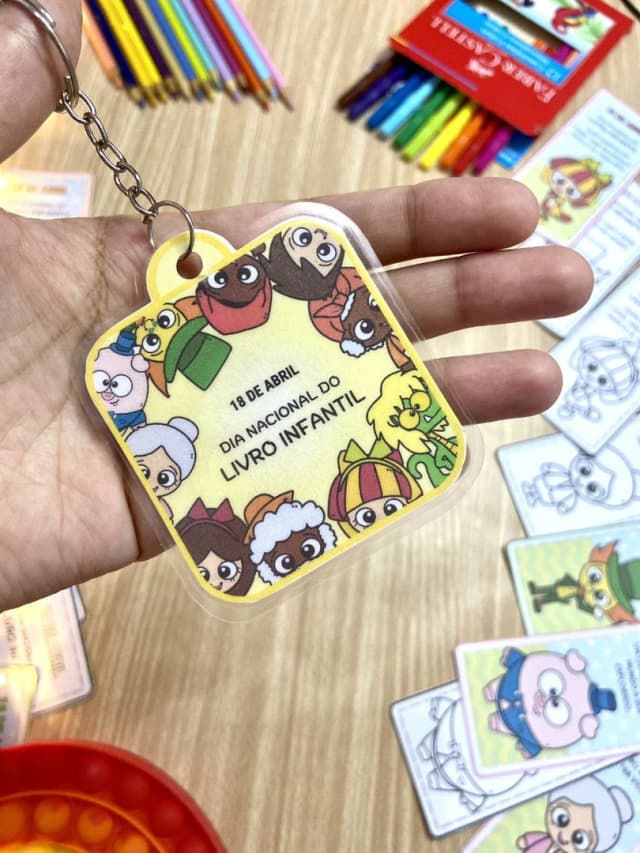 18 DE ABRIL
DIA NACIONAL DO
LIVRO INFANTIL
FABER-CASTELL